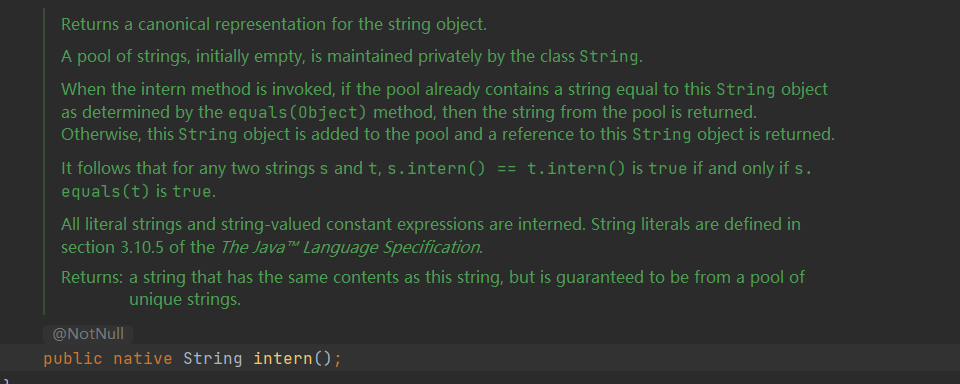 Returns a canonical representation for the string object.
A pool of strings, initially empty, is maintained privately by the class String.
When the intern method is invoked, if the pool already contains a string equal to this String object
as determined by the equals(Object) method, then the string from the pool is returned.
Otherwise, this String object is added to the pool and a reference to this String object is returned.
It follows that for any two strings s and t, s.intern() == t.intern() is true if and only if s.
equals(t) is true.
All literal strings and string-valued constant expressions are interned. String literals are defined in
section 3.10.5 of the The Java™ Language Specification.
Returns: a string that has the same contents as this string, but is guaranteed to be from a pool of
unique strings.
@NotNull
public native String intern();
}